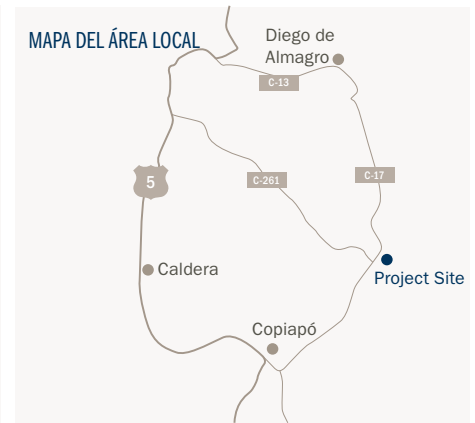 MAPA DEL ÁREA LOCAL
Diego de
Almagro
C-13
C-261
C-17
5
Caldera
Project Site
Copiapó